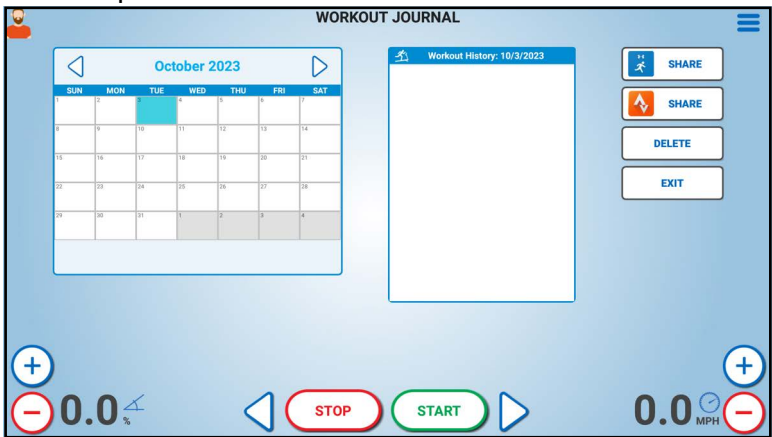 WORKOUT JOURNAL
October 2023
SUN MON TUE WED THU FRI SAT
1 2 3 4 5 6 7
8 9 10 11 12 13 14
15 16 17 18 19 20 21
22 23 24 25 26 27 28
29 30 31 1 2 3 4
Workout History: 10/3/2023
SHARE
SHARE
DELETE
EXIT
0.0 %
STOP
START
0.0 MPH